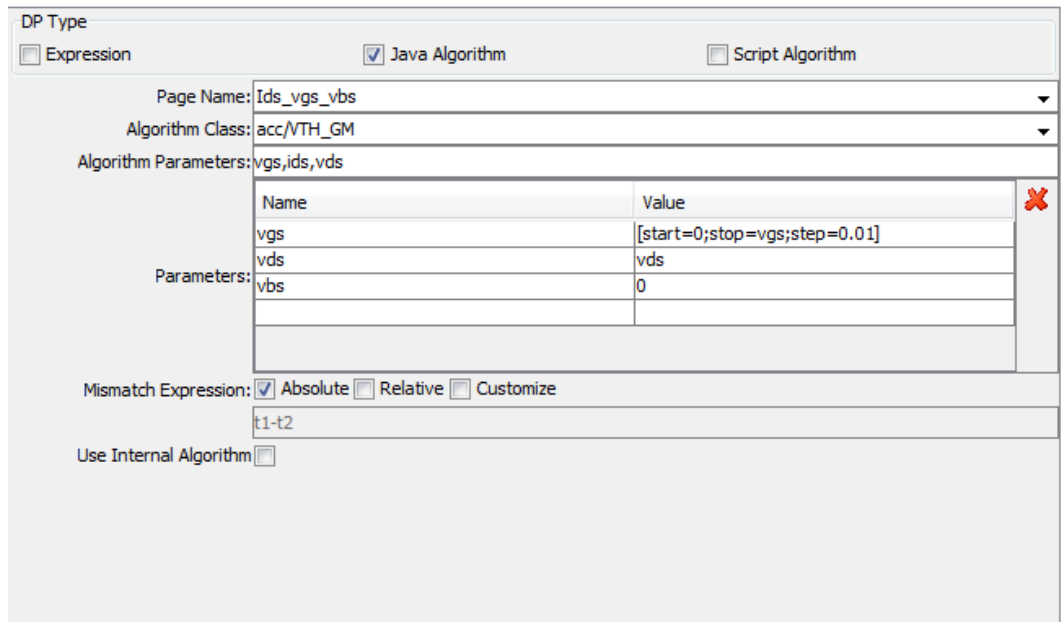 DP Type
Expression Java Algorithm Script Algorithm
Page Name: Ids_vgs_vbs
Algorithm Class: acc/VTH_GM
Algorithm Parameters: vgs,ids,vds
Name Value
vgs [start=0;stop=vgs;step=0.01]
vds vds
Parameters:
vbs 0
Mismatch Expression: Absolute Relative Customize
t1-t2
Use Internal Algorithm